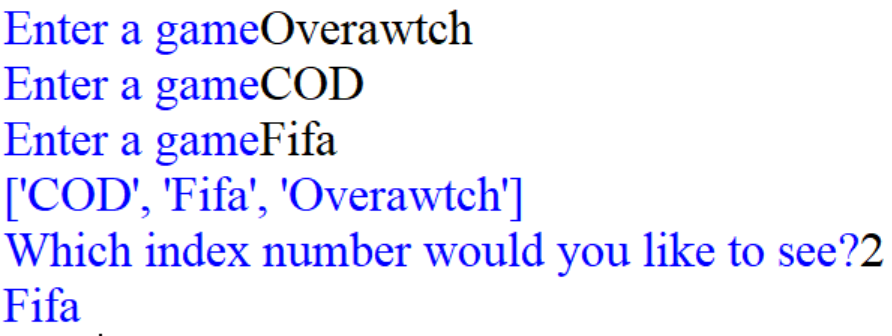 Enter a gameOverawtch
Enter a gameCOD
Enter a gameFifa
['COD', 'Fifa', 'Overawtch']
Which index number would you like to see?2
Fifa